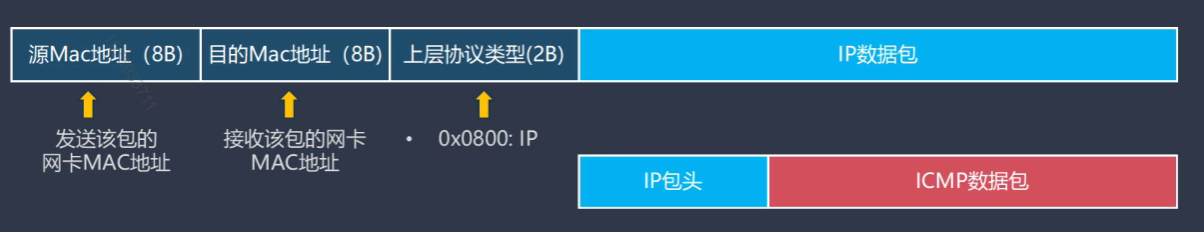 源Mac地址（8B)
目的Mac地址（8B)
上层协议类型(2B)
IP数据包
发送该包的
网卡MAC地址
接收该包的网卡
MAC地址
• 0x0800: IP
IP包头
ICMP数据包